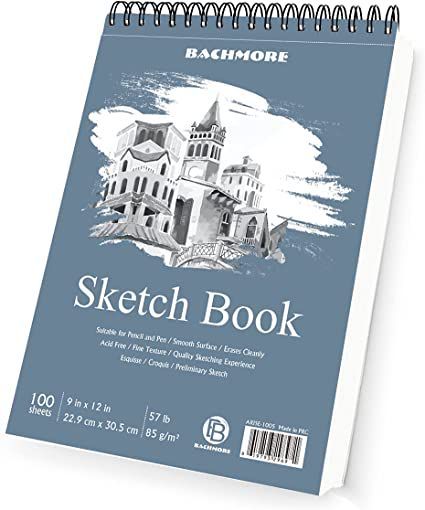 BACHMORE
Sketch Book
Suitable for Pencil and Pen / Smooth Surface / Erases Cleanly
Acid Free / Fine Texture / Quality Sketching Experience
Esquisse / Croquis / Preliminary Sketch
100
sheets
9 in x 12 in
22.9 cm x 30.5 cm
57 lb
85 g/m²
B
BACHMORE
ARISE-1005 Made in PRC